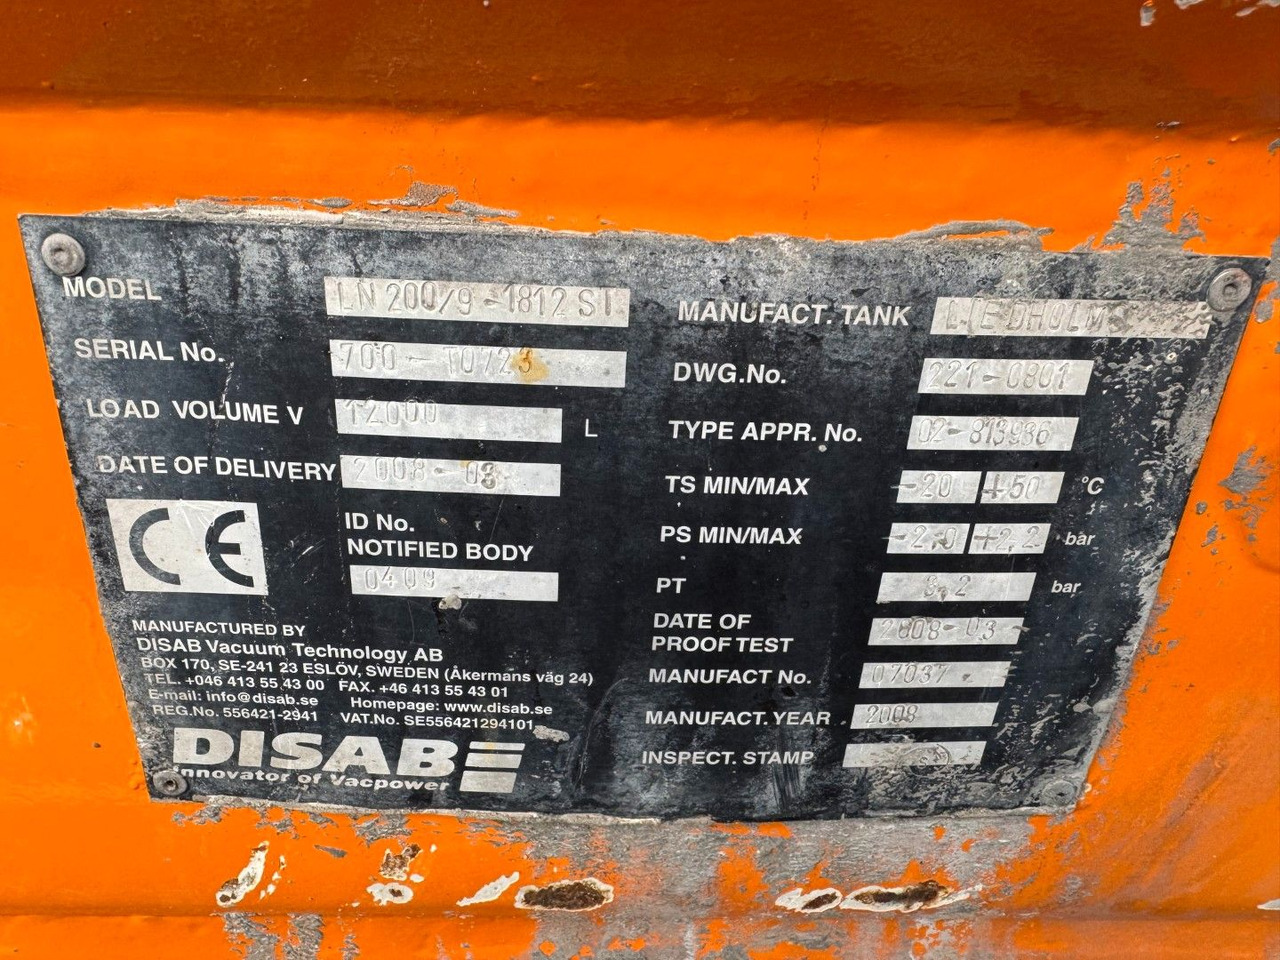 MODEL LN 200/9-1812 ST
SERIAL No. 700-T0723
LOAD VOLUME V 12000 L
DATE OF DELIVERY 2008-03
CE
ID No.
NOTIFIED BODY
0409
MANUFACTURED BY
DISAB Vacuum Technology AB
BOX 170, SE-241 23 ESLÖV, SWEDEN (Åkermans väg 24)
TEL. +046 413 55 43 00 FAX. +46 413 55 43 01
E-mail: info@disab.se Homepage: www.disab.se
REG.No. 556421-2941 VAT.No. SE556421294101
DISAB
Innovator of Vacpower
MANUFACT. TANK LIEDHOLMS
DWG.No. 221-0801
TYPE APPR. No. 02-813936
TS MIN/MAX -20 +50 °C
PS MIN/MAX -2,0 +2,2 bar
PT 3,2 bar
DATE OF
PROOF TEST 2008-03
MANUFACT No. 07037
MANUFACT. YEAR 2008
INSPECT. STAMP